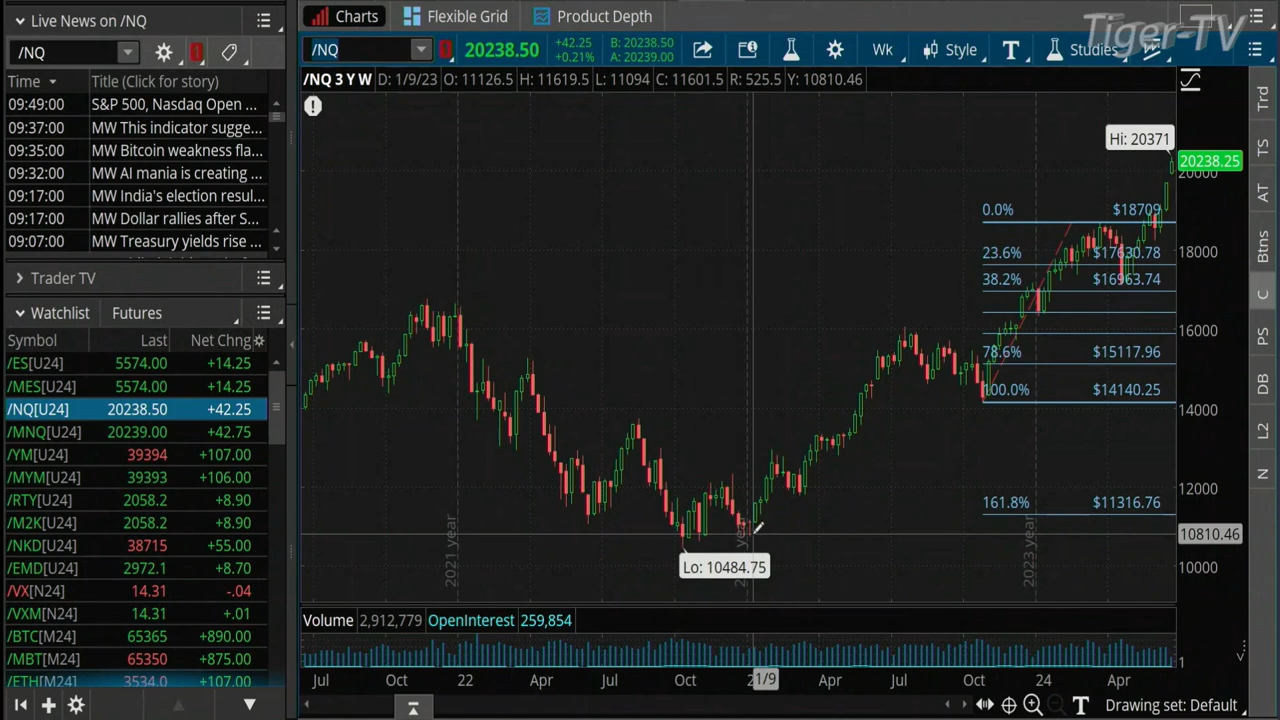 Live News on /NQ
/NQ
Time Title (Click for story)
09:49:00 S&P 500, Nasdaq Open ...
09:37:00 MW This indicator sugge...
09:35:00 MW Bitcoin weakness fla...
09:32:00 MW AI mania is creating ...
09:17:00 MW India's election resul...
09:17:00 MW Dollar rallies after S...
09:07:00 MW Treasury yields rise ...
Trader TV
Watchlist Futures
Symbol Last Net Chng
/ES[U24] 5574.00 +14.25
/MES[U24] 5574.00 +14.25
/NQ[U24] 20238.50 +42.25
/MNQ[U24] 20239.00 +42.75
/YM[U24] 39394 +107.00
/MYM[U24] 39393 +106.00
/RTY[U24] 2058.2 +8.90
/M2K[U24] 2058.2 +8.90
/NKD[U24] 38715 +55.00
/EMD[U24] 2972.1 +8.70
/VX[N24] 14.31 -.04
/VXM[N24] 14.31 +.01
/BTC[M24] 65365 +890.00
/MBT[M24] 65350 +875.00
/ETH[M24] 3534.0 +107.00
Charts Flexible Grid Product Depth
Tiger-TV
/NQ 20238.50 +42.25 +0.21% B: 20238.50 A: 20239.00 Wk Style T Studies
/NQ 3 Y W D: 1/9/23 O: 11126.5 H: 11619.5 L: 11094 C: 11601.5 R: 525.5 Y: 10810.46
Hi: 20371
20238.25
20000
0.0% $18709
23.6% $17630.78
18000
38.2% $16963.74
16000
78.6% $15117.96
100.0% $14140.25
14000
12000
161.8% $11316.76
10810.46
Lo: 10484.75
10000
2021 year
year
2023 year
Volume 2,912,779 OpenInterest 259,854
1
Jul Oct 22 Apr Jul Oct 1/9 Apr Jul Oct 24 Apr
T Drawing set: Default
Trd
TS
AT
Btns
C
PS
DB
L2
N